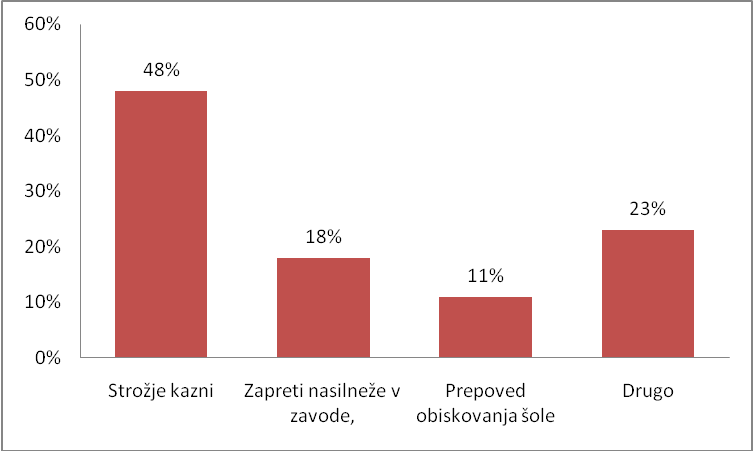 60%
50%
40%
30%
20%
10%
0%
48%
18%
11%
23%
Strožje kazni
Zapreti nasilneže v
zavode,
Prepoved
obiskovanja šole
Drugo